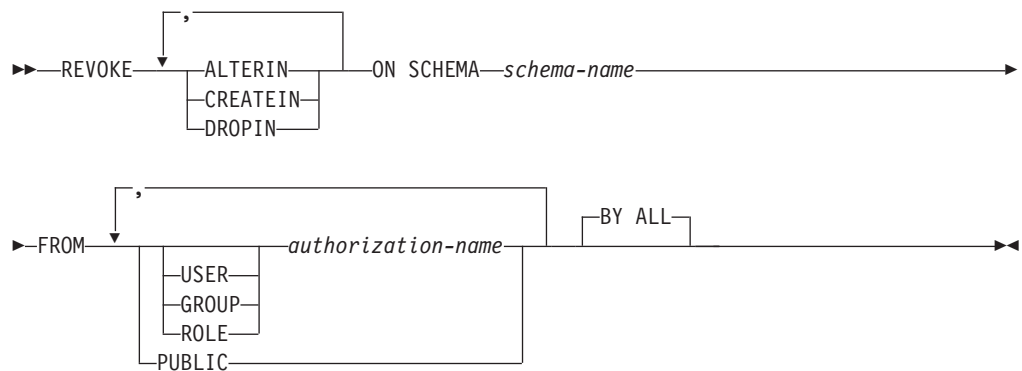 ,
REVOKE ALTERIN ON SCHEMA schema-name
CREATEIN
DROPIN
,
BY ALL
FROM authorization-name
USER
GROUP
ROLE
PUBLIC